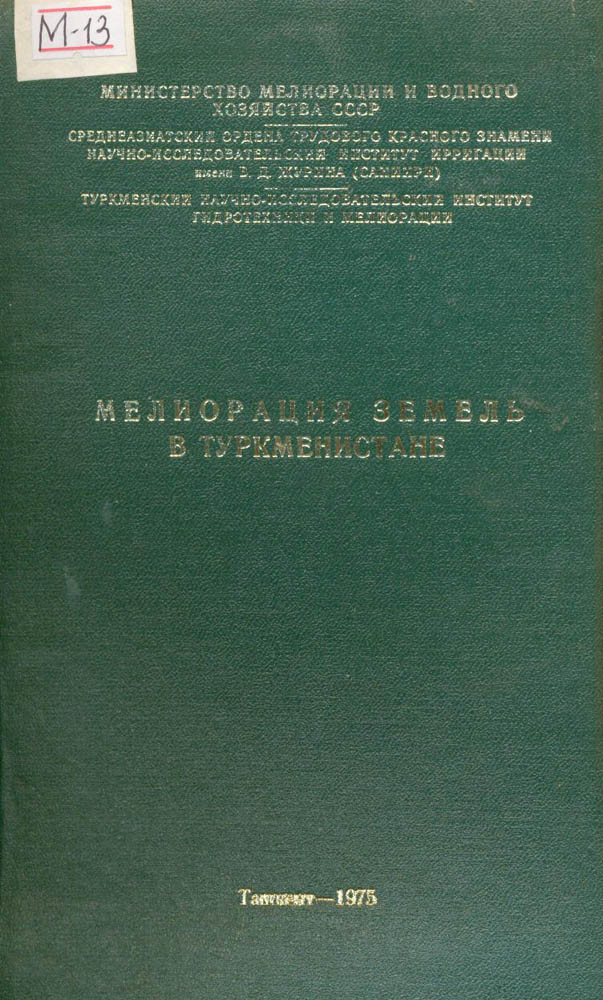 М-13
МИНИСТЕРСТВО МЕЛИОРАЦИИ И ВОДНОГО
ХОЗЯЙСТВА СССР
СРЕДНЕАЗИАТСКИЙ ОРДЕНА ТРУДОВОГО КРАСНОГО ЗНАМЕНИ
НАУЧНО-ИССЛЕДОВАТЕЛЬСКИЙ ИНСТИТУТ ИРРИГАЦИИ
имени В. Д. ЖУРИНА (САНИИРИ)
ТУРКМЕНСКИЙ НАУЧНО-ИССЛЕДОВАТЕЛЬСКИЙ ИНСТИТУТ
ГИДРОТЕХНИКИ И МЕЛИОРАЦИИ
МЕЛИОРАЦИЯ ЗЕМЕЛЬ
В ТУРКМЕНИСТАНЕ
Ташкент—1975